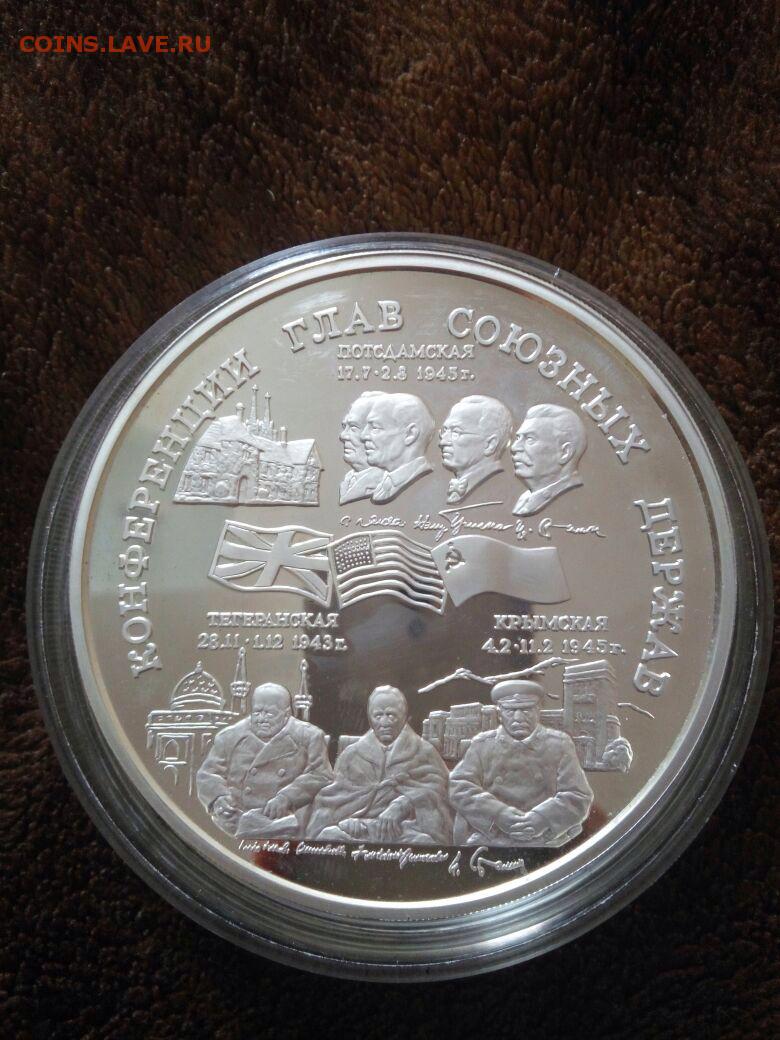 COINS.LAVE.RU
КОНФЕРЕНЦИИ ГЛАВ СОЮЗНЫХ ДЕРЖАВ
ПОТСДАМСКАЯ
17.7·2.8 1945г.
ТЕГЕРАНСКАЯ
28.11·1.12 1943г.
КРЫМСКАЯ
4.2·11.2 1945г.